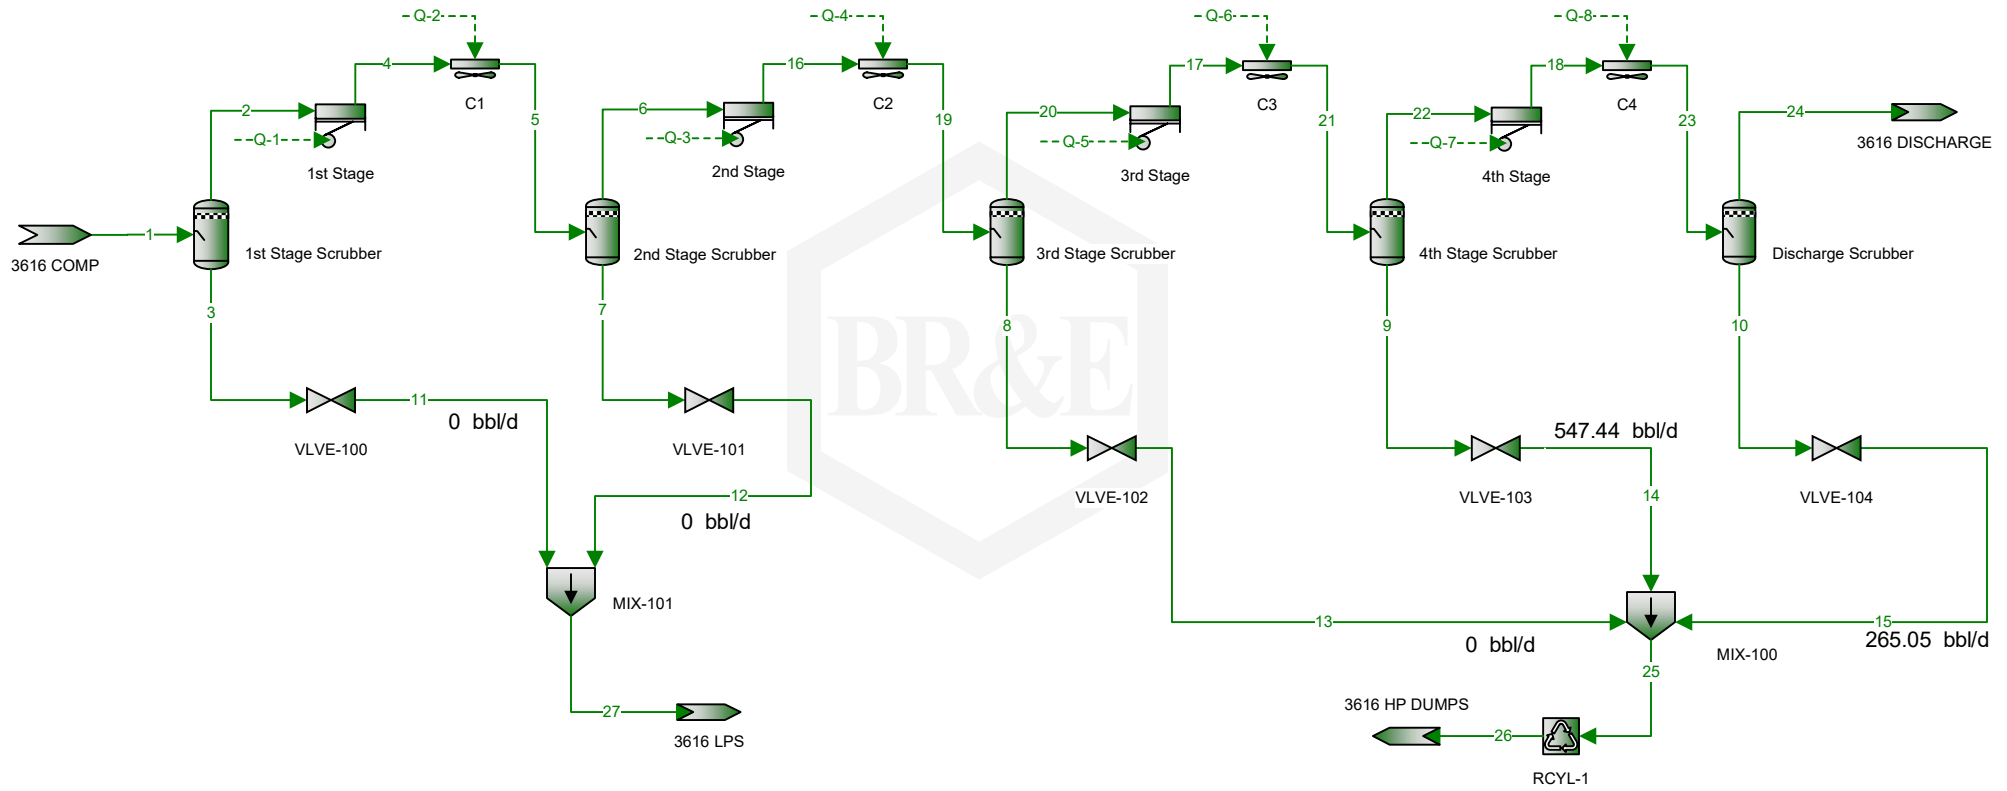 Q-2
Q-4
Q-6
Q-8
4
16
17
18
C1
C2
C3
C4
2
6
20
22
24
5
19
21
23
Q-1
Q-3
Q-5
Q-7
3616 DISCHARGE
1st Stage
2nd Stage
3rd Stage
4th Stage
1
3616 COMP
1st Stage Scrubber
2nd Stage Scrubber
3rd Stage Scrubber
4th Stage Scrubber
Discharge Scrubber
3
7
8
9
10
BR&E
11
0 bbl/d
547.44 bbl/d
VLVE-100
VLVE-101
VLVE-102
VLVE-103
VLVE-104
12
14
0 bbl/d
MIX-101
13
15
0 bbl/d
265.05 bbl/d
MIX-100
25
3616 HP DUMPS
27
26
3616 LPS
RCYL-1